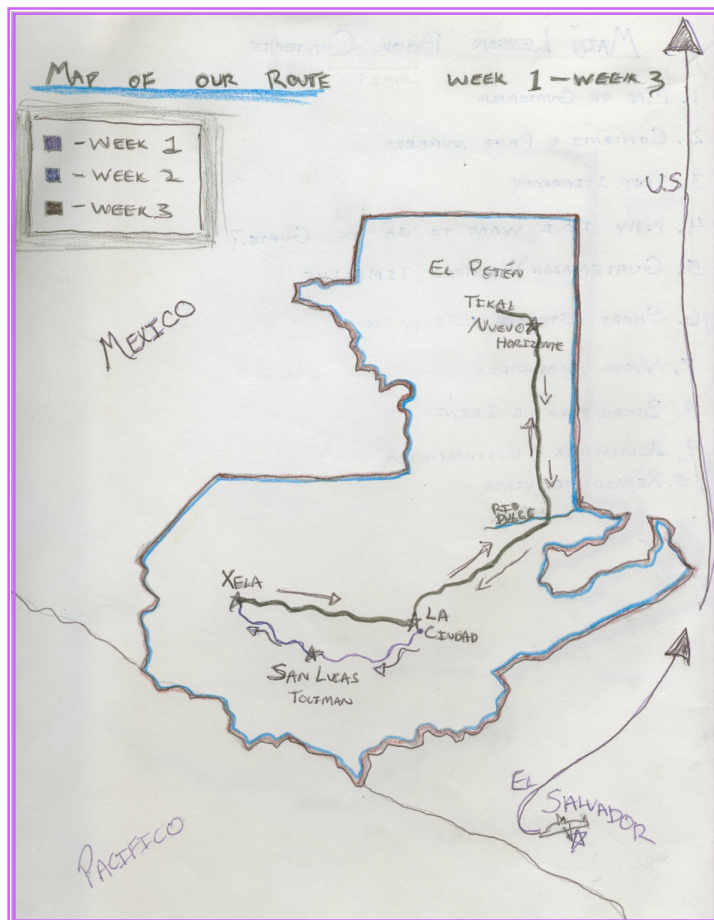 MAP OF OUR ROUTE WEEK 1 - WEEK 3
- WEEK 1
- WEEK 2
- WEEK 3
U.S
EL PETÉN
TIKAL
NUEVO
HORIZONTE
MEXICO
RIO
DULCE
XELA
LA
CIUDAD
SAN LUCAS
TOLIMAN
EL SALVADOR
PACIFICO